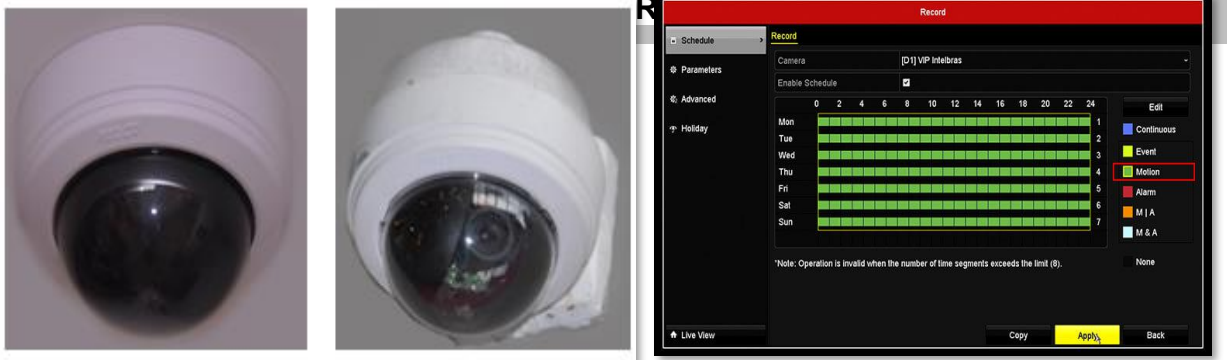 R
Record
Schedule
Parameters
Advanced
Holiday
Live View
Record
Camera [D1] VIP Intelbras
Enable Schedule
0 2 4 6 8 10 12 14 16 18 20 22 24
Mon 1
Tue 2
Wed 3
Thu 4
Fri 5
Sat 6
Sun 7
Edit
Continuous
Event
Motion
Alarm
M | A
M & A
None
*Note: Operation is invalid when the number of time segments exceeds the limit (8).
Copy Apply Back